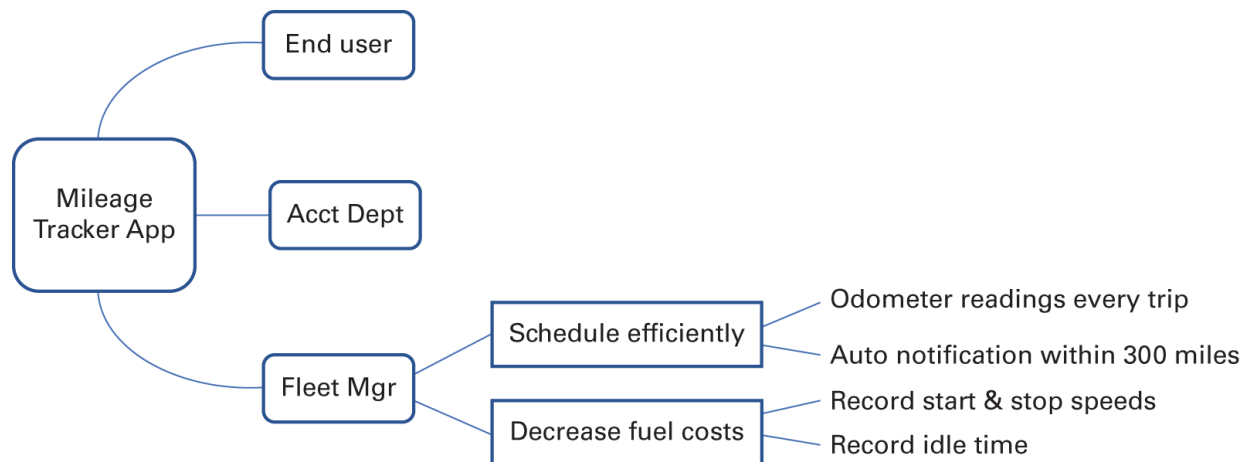 End user
Mileage
Tracker App
Acct Dept
Fleet Mgr
Schedule efficiently
Odometer readings every trip
Auto notification within 300 miles
Decrease fuel costs
Record start & stop speeds
Record idle time